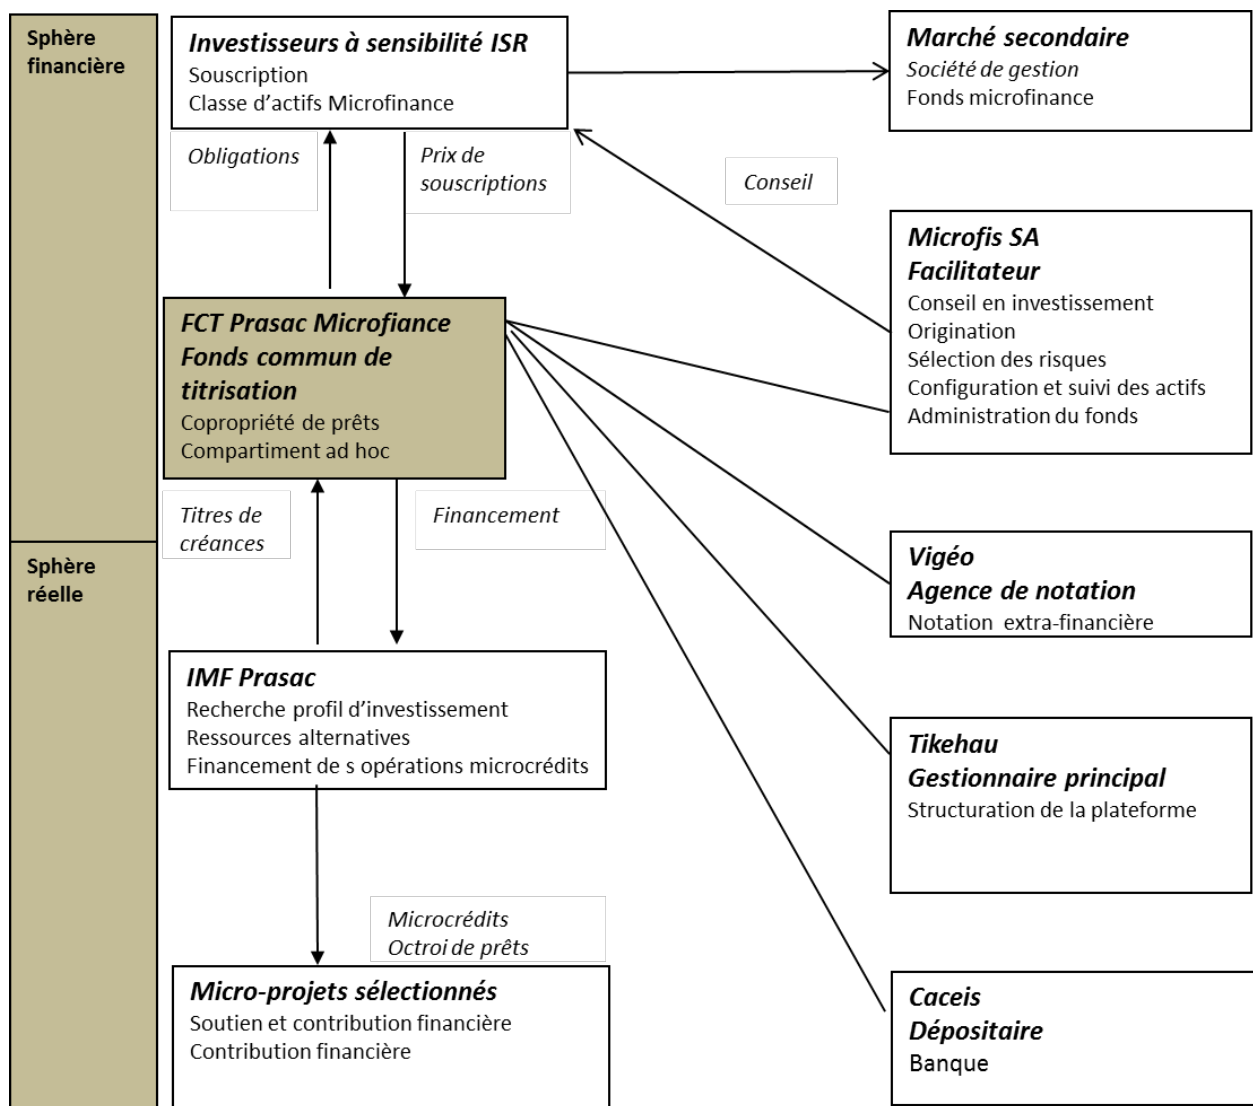 Sphère
financière
Investisseurs à sensibilité ISR
Souscription
Classe d'actifs Microfinance
Marché secondaire
Société de gestion
Fonds microfinance
Obligations
Prix de
souscriptions
Conseil
Microfis SA
Facilitateur
Conseil en investissement
Origination
Sélection des risques
Configuration et suivi des actifs
Administration du fonds
FCT Prasac Microfiance
Fonds commun de
titrisation
Copropriété de prêts
Compartiment ad hoc
Titres de
créances
Financement
Sphère
réelle
Vigéo
Agence de notation
Notation extra-financière
IMF Prasac
Recherche profil d'investissement
Ressources alternatives
Financement de s opérations microcrédits
Tikehau
Gestionnaire principal
Structuration de la plateforme
Microcrédits
Octroi de prêts
Micro-projets sélectionnés
Soutien et contribution financière
Contribution financière
Caceis
Dépositaire
Banque